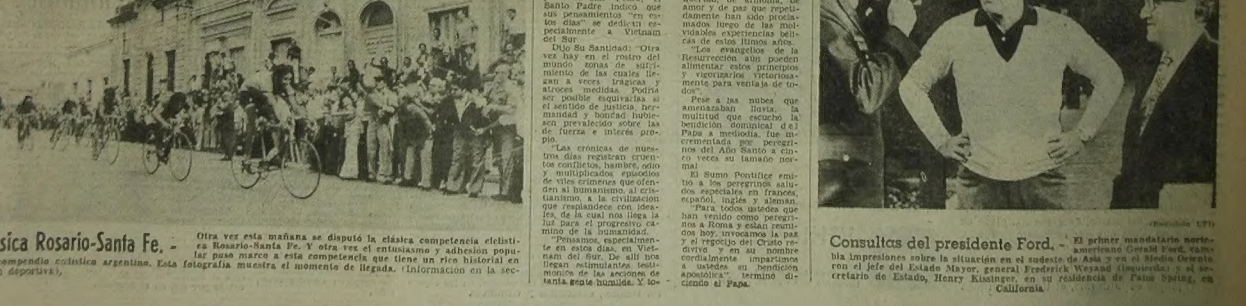 Santo Padre indica que
sus pensamientos "en es-
tos días" se dedican es-
pecialmente a Vietnam
del Sur
Dijo Su Santidad: "Otra
vez hay en el rostro del
mundo zonas de sufri-
miento de las cuales lle-
gan a veces trágicas y
atroces medidas. Podría
ser posible esquivarlas si
el sentido de justicia, her-
mandad y bondad hubie-
sen prevalecido sobre las
de fuerza e interés pro-
pio.
"Las crónicas de nues-
tros días registran cruen-
tos conflictos, hambre, odio
y multiplicados episodios
de viles crímenes que ofen-
den al humanismo, al cris-
tianismo, a la civilización
que resplandece con idea-
les, de la cual nos llega la
luz para el progresivo ca-
mino de la humanidad.
"Pensamos, especialmen-
te en estos días, en Viet-
nam del Sur. De allí nos
llegan estimulantes testi-
monios de las acciones de
tanta gente humilde. Y to-
amor y de paz que repeti-
damente han sido procla-
mados luego de las inol-
vidables experiencias béli-
cas de estos ltimos años.
"Los evangelios de la
Resurrección aún pueden
alimentar estos principios
y vigorizarlos victoriosa-
mente para ventaja de to-
dos".
Pese a las nubes que
amenazaban lluvia, la
multitud que escuchó la
bendición dominical del
Papa a mediodía, fue in-
crementada por peregri-
nos del Año Santo a cin-
co veces su tamaño nor-
mal
El Sumo Pontífice emi-
tió a los peregrinos salu-
dos especiales en francés,
español, inglés y alemán.
"Para todos ustedes que
han venido como peregri-
nos a Roma y están reuni-
dos hoy, invocamos la paz
y el regocijo del Cristo re-
divivo y en su nombre
cordialmente impartimos
a ustedes su bendición
apostólica", terminó di-
ciendo el Papa.
sica Rosario-Santa Fe. - Otra vez esta mañana se disputó la clásica competencia ciclísti-
ca Rosario-Santa Fe. Y otra vez el entusiasmo y adhesión popu-
lar puso marco a esta competencia que tiene un rico historial en
ompendio ciclístico argentino. Esta fotografía muestra el momento de llegada. (Información en la sec-
n deportiva).
(Radiofoto UPI)
Consultas del presidente Ford. - El primer mandatario norte-
americano Gerald Ford, cam-
bia impresiones sobre la situación en el sudeste de Asia y en el Medio Oriente
con el jefe del Estado Mayor, general Frederick Weyand (izquierda) y el se-
cretario de Estado, Henry Kissinger, en su residencia de Palm Spring, en
California